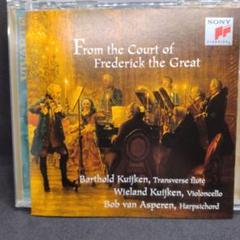 SONY
CLASSICAL
From the Court of
Frederick the Great
Barthold Kuijken, Transverse flute
Wieland Kuijken, Violoncello
Bob van Asperen, Harpsichord